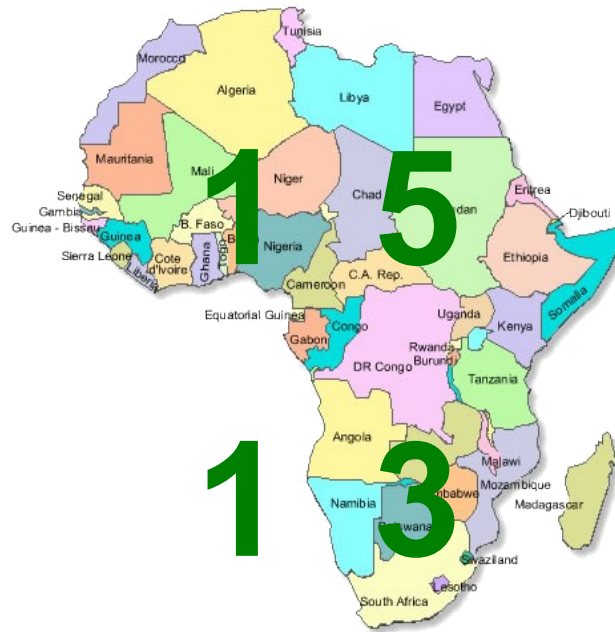 Tunisia
Morocco
Algeria
Libya
Egypt
Mauritania
Mali
1
Niger
Chad
5
dan
Eritrea
Senegal
Gambia
Guinea - Bissau
Guinea
B. Faso
B
Djibouti
Sierra Leone
Liberia
Cote
d'Ivoire
Ghana
Togo
Nigeria
Ethiopia
Cameroon
C.A. Rep.
Somalia
Equatorial Guinea
Congo
Gabon
Uganda
Kenya
Rwanda
Burundi
DR Congo
Tanzania
Angola
1
3
Malawi
Mozambique
Madagascar
Namibia
mbabwe
Botswana
Swaziland
Lesotho
South Africa